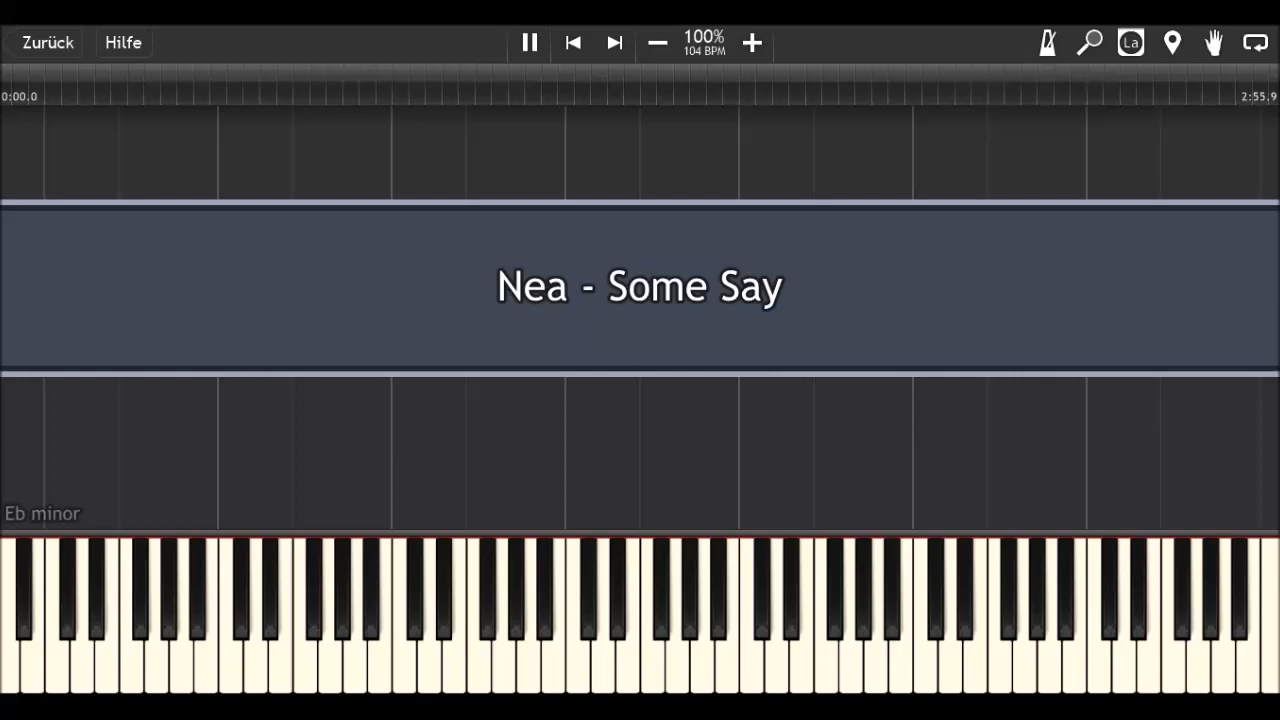 Zurück Hilfe 100%
104 BPM
La
0:00,0 2:55,9
Nea - Some Say
Eb minor